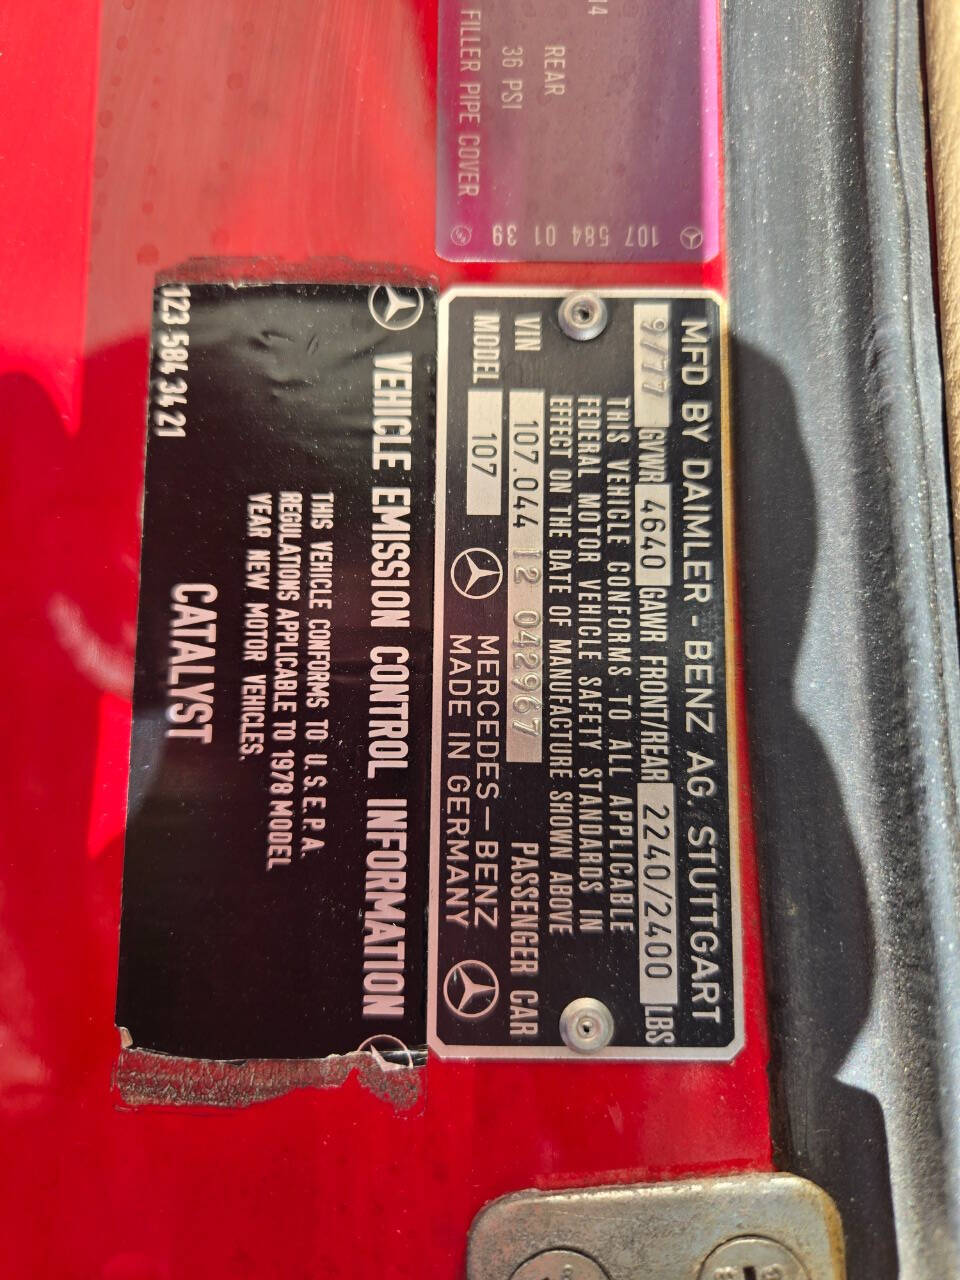 14
REAR
36 PSI
FILLER PIPE COVER
107 584 01 39
MFD BY DAIMLER - BENZ AG. STUTTGART
9/77 GVWR 4640 GAWR FRONT/REAR 2240/2400 LBS
THIS VEHICLE CONFORMS TO ALL APPLICABLE
FEDERAL MOTOR VEHICLE SAFETY STANDARDS IN
EFFECT ON THE DATE OF MANUFACTURE SHOWN ABOVE
VIN 107.044 12 042967 PASSENGER CAR
MODEL 107 MERCEDES-BENZ
MADE IN GERMANY
VEHICLE EMISSION CONTROL INFORMATION
THIS VEHICLE CONFORMS TO U.S.E.P.A.
REGULATIONS APPLICABLE TO 1978 MODEL
YEAR NEW MOTOR VEHICLES.
CATALYST
123 584 34 21